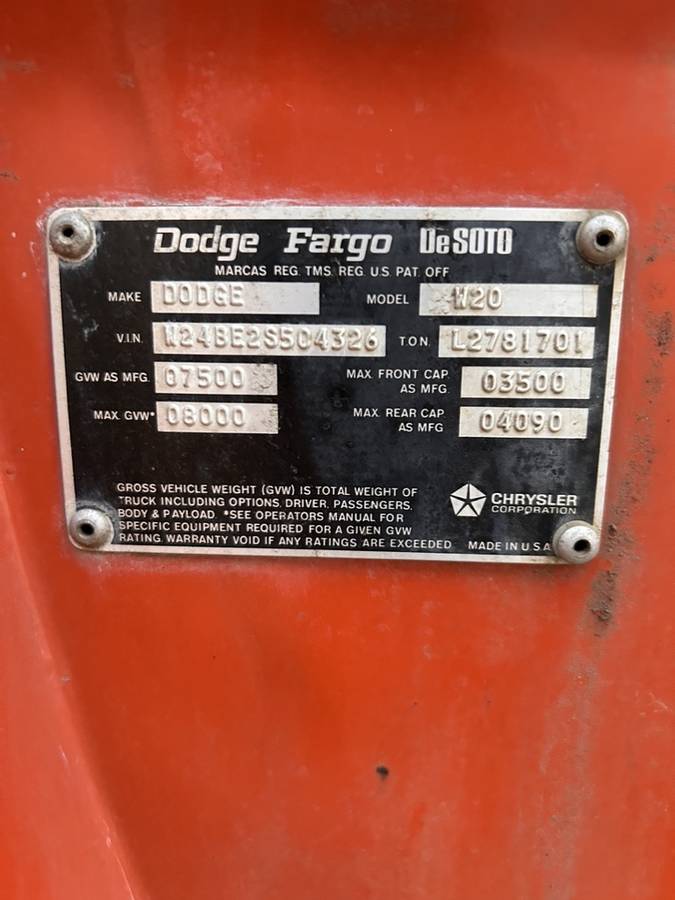 Dodge Fargo DeSOTO
MARCAS REG. TMS. REG. U.S. PAT. OFF
MAKE DODGE MODEL W20
V.I.N. W24BE2S504326 T.O.N. L2781701
GVW AS MFG. 07500 MAX. FRONT CAP. AS MFG. 03500
MAX. GVW* 08000 MAX. REAR CAP. AS MFG. 04090
GROSS VEHICLE WEIGHT (GVW) IS TOTAL WEIGHT OF
TRUCK INCLUDING OPTIONS, DRIVER, PASSENGERS,
BODY & PAYLOAD. *SEE OPERATORS MANUAL FOR
SPECIFIC EQUIPMENT REQUIRED FOR A GIVEN GVW
RATING. WARRANTY VOID IF ANY RATINGS ARE EXCEEDED
CHRYSLER
CORPORATION
MADE IN U.S.A.